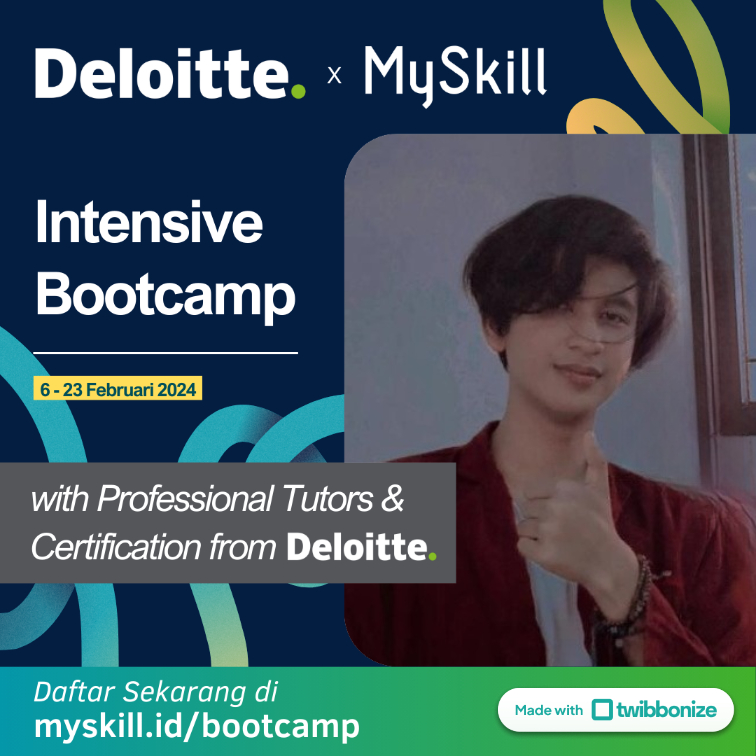 Deloitte. x MySkill
Intensive
Bootcamp
6 - 23 Februari 2024
with Professional Tutors &
Certification from Deloitte.
Daftar Sekarang di
myskill.id/bootcamp
Made with twibbonize